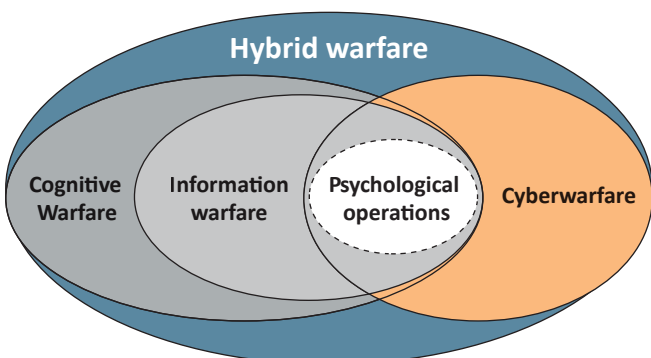 Hybrid warfare
Cognitive
Warfare
Information
warfare
Psychological
operations
Cyberwarfare